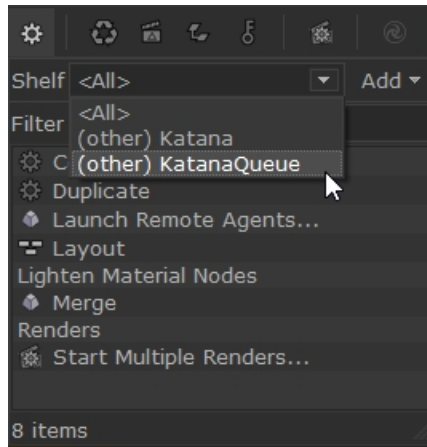 Shelf <All> Add
<All>
Filter
(other) Katana
(other) KatanaQueue
C
Duplicate
Launch Remote Agents...
Layout
Lighten Material Nodes
Merge
Renders
Start Multiple Renders...
8 items